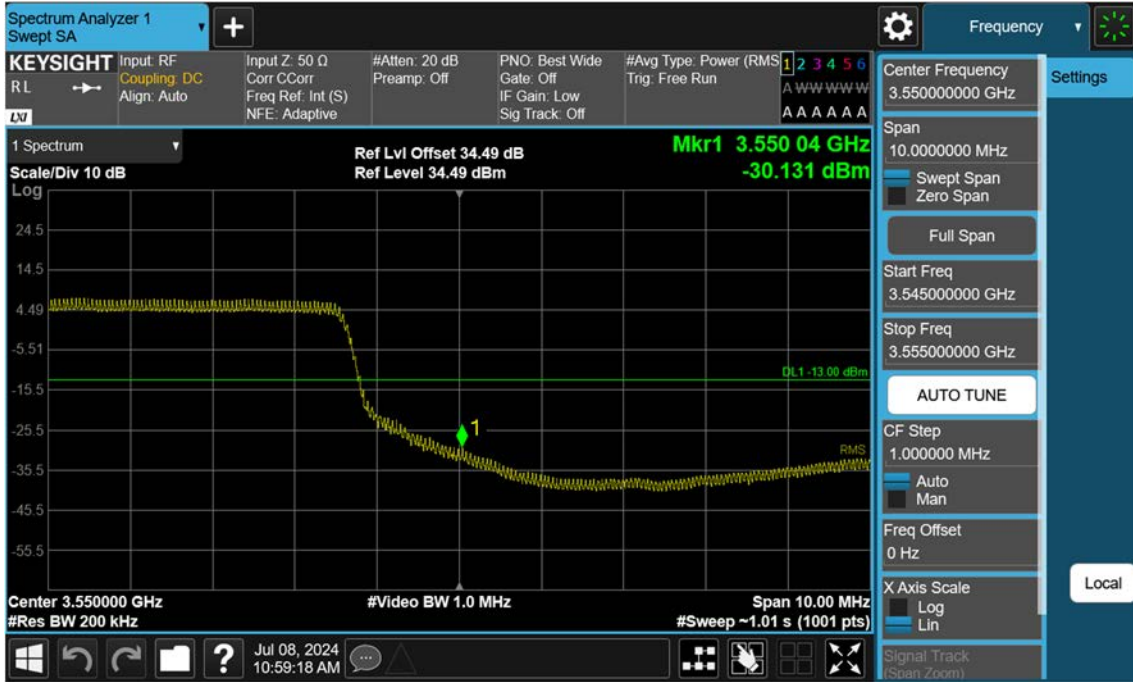 Spectrum Analyzer 1
Swept SA
+
Frequency
KEYSIGHT
Input: RF
Input Z: 50 Ω
#Atten: 20 dB
PNO: Best Wide
#Avg Type: Power (RMS
1 2 3 4 5 6
RL
Coupling: DC
Corr CCorr
Preamp: Off
Gate: Off
Trig: Free Run
A W W W W W
Align: Auto
Freq Ref: Int (S)
IF Gain: Low
LXI
NFE: Adaptive
Sig Track: Off
A A A A A A
1 Spectrum
Ref Lvl Offset 34.49 dB
Mkr1 3.550 04 GHz
Scale/Div 10 dB
Ref Level 34.49 dBm
-30.131 dBm
Log
24.5
14.5
4.49
-5.51
DL1 -13.00 dBm
-15.5
1
-25.5
RMS
-35.5
-45.5
-55.5
Center 3.550000 GHz
#Video BW 1.0 MHz
Span 10.00 MHz
#Res BW 200 kHz
#Sweep ~1.01 s (1001 pts)
?
Jul 08, 2024
10:59:18 AM
Center Frequency
3.550000000 GHz
Settings
Span
10.0000000 MHz
Swept Span
Zero Span
Full Span
Start Freq
3.545000000 GHz
Stop Freq
3.555000000 GHz
AUTO TUNE
CF Step
1.000000 MHz
Auto
Man
Freq Offset
0 Hz
X Axis Scale
Log
Lin
Local
Signal Track
(Span Zoom)